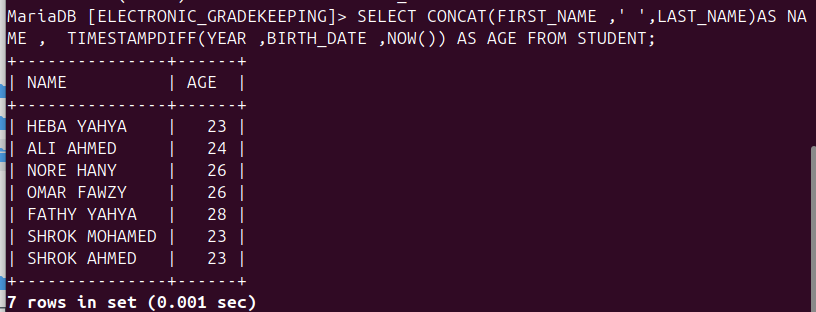 MariaDB [ELECTRONIC_GRADEKEEPING]> SELECT CONCAT(FIRST_NAME ,' ',LAST_NAME)AS NA
ME ,  TIMESTAMPDIFF(YEAR ,BIRTH_DATE ,NOW()) AS AGE FROM STUDENT;
+---------------+------+
| NAME          | AGE  |
+---------------+------+
| HEBA YAHYA    |   23 |
| ALI AHMED     |   24 |
| NORE HANY     |   26 |
| OMAR FAWZY    |   26 |
| FATHY YAHYA   |   28 |
| SHROK MOHAMED |   23 |
| SHROK AHMED   |   23 |
+---------------+------+
7 rows in set (0.001 sec)